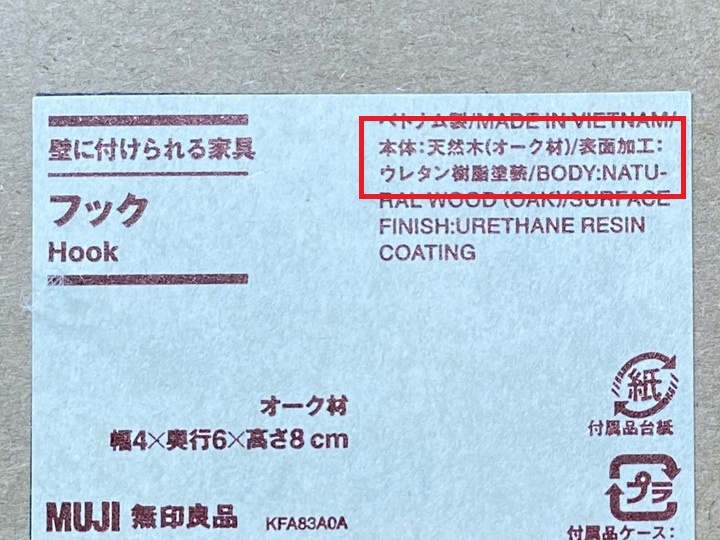 壁に付けられる家具
フック
Hook
オーク材
幅4×奥行6×高さ8cm
MUJI 無印良品
KFA83A0A
ベトナム製/MADE IN VIETNAM/
本体:天然木(オーク材)/表面加工:
ウレタン樹脂塗装/BODY:NATU-
RAL WOOD (OAK)/SURFACE
FINISH:URETHANE RESIN
COATING
紙
付属品台紙
プラ
付属品ケース: